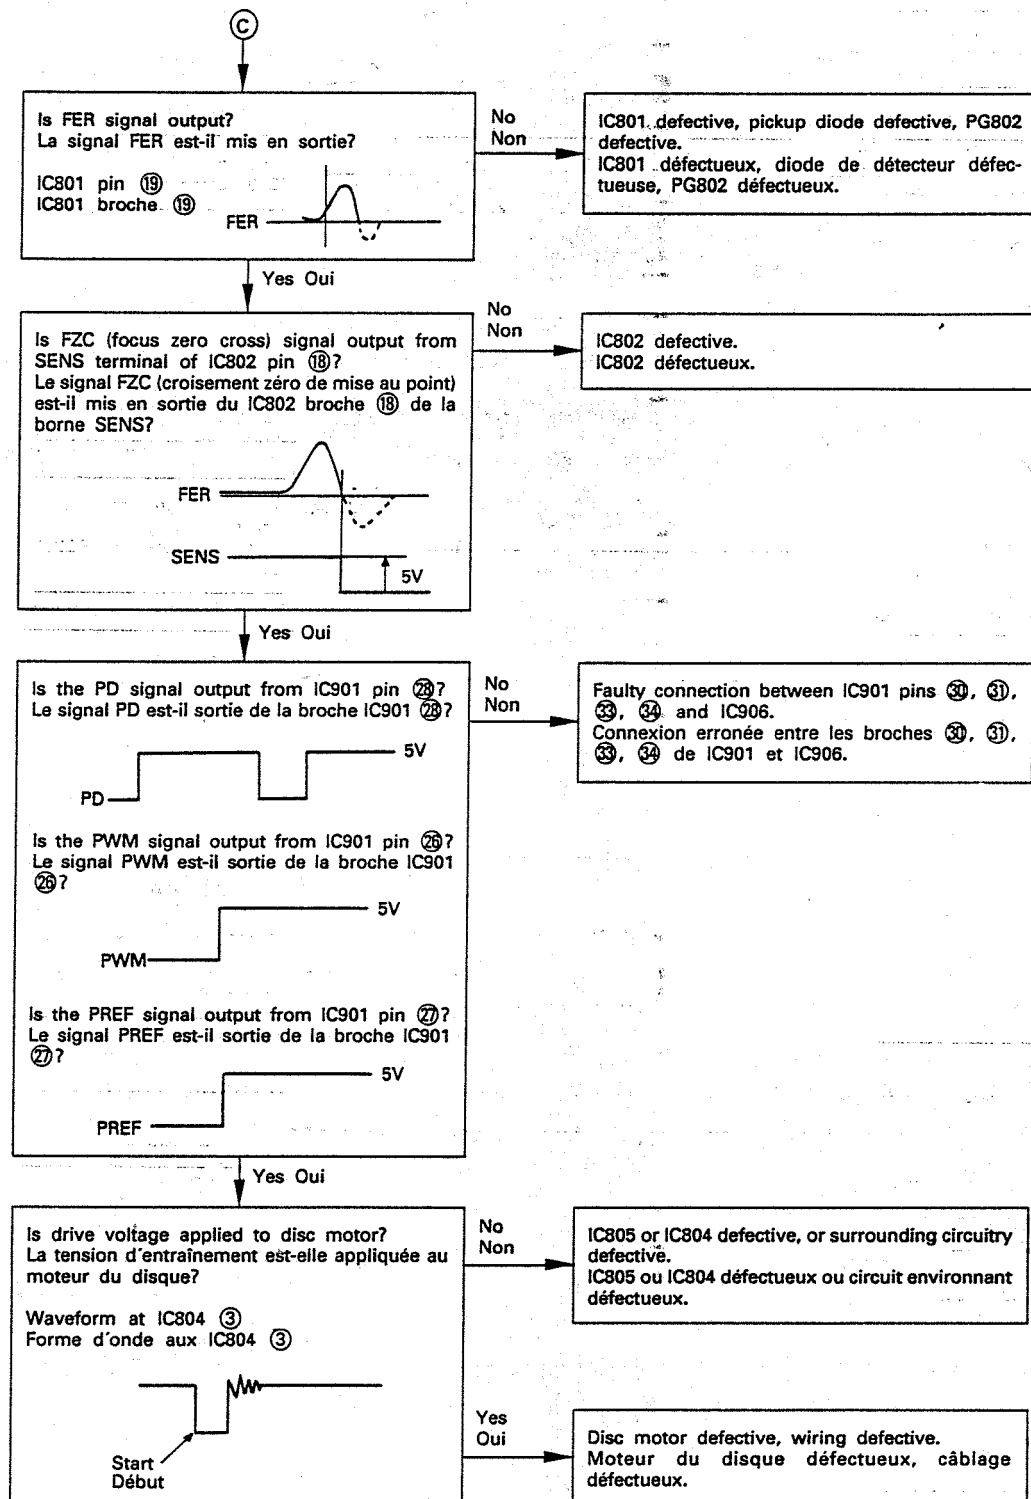 C
Is FER signal output?
La signal FER est-il mis en sortie?
IC801 pin ⑲
IC801 broche ⑲
FER
No
Non
IC801 defective, pickup diode defective, PG802
defective.
IC801 défectueux, diode de détecteur défec-
tueuse, PG802 défectueux.
Yes Oui
Is FZC (focus zero cross) signal output from
SENS terminal of IC802 pin ⑱?
Le signal FZC (croisement zéro de mise au point)
est-il mis en sortie du IC802 broche ⑱ de la
borne SENS?
FER
SENS
5V
No
Non
IC802 defective.
IC802 défectueux.
Yes Oui
Is the PD signal output from IC901 pin ㉘?
Le signal PD est-il sortie de la broche IC901 ㉘?
5V
PD
Is the PWM signal output from IC901 pin ㉖?
Le signal PWM est-il sortie de la broche IC901
㉖?
5V
PWM
Is the PREF signal output from IC901 pin ㉗?
Le signal PREF est-il sortie de la broche IC901
㉗?
5V
PREF
No
Non
Faulty connection between IC901 pins ㉚, ㉛,
㉝, ㉞ and IC906.
Connexion erronée entre les broches ㉚, ㉛,
㉝, ㉞ de IC901 et IC906.
Yes Oui
Is drive voltage applied to disc motor?
La tension d'entraînement est-elle appliquée au
moteur du disque?
Waveform at IC804 ③
Forme d'onde aux IC804 ③
Start
Début
No
Non
IC805 or IC804 defective, or surrounding circuitry
defective.
IC805 ou IC804 défectueux ou circuit environnant
défectueux.
Yes
Oui
Disc motor defective, wiring defective.
Moteur du disque défectueux, câblage
défectueux.